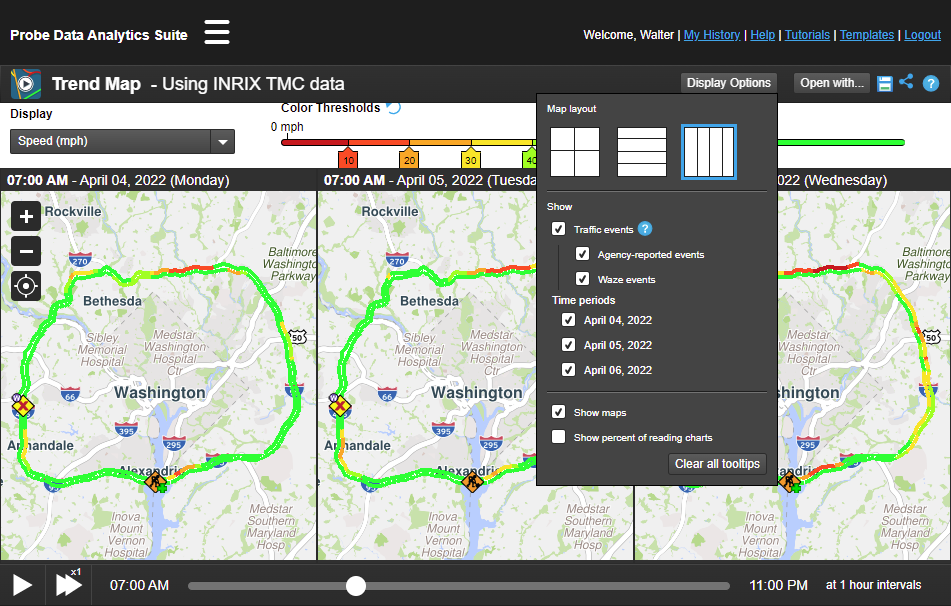 Probe Data Analytics Suite
Welcome, Walter | My History | Help | Tutorials | Templates | Logout
Trend Map - Using INRIX TMC data
Display Options
Open with...
?
Display
Speed (mph)
Color Thresholds
0 mph
10
20
30
40
Map layout
Show
Traffic events ?
Agency-reported events
Waze events
Time periods
April 04, 2022
April 05, 2022
April 06, 2022
Show maps
Show percent of reading charts
Clear all tooltips
07:00 AM - April 04, 2022 (Monday)
Rockville
270
Baltimore
Washington
Parkway
Bethesda
50
Sibley
Memorial
Hospital
Medstar
Washington
Hospital
Ctr
66
Washington
395
295
Annandale
Alexandria
Inova
Mount
Vernon
Hospital
Medstar
Southern
Maryland
Hosp
07:00 AM - April 05, 2022 (Tuesda
Rockville
270
Bethesda
Sibley
Memorial
Hospital
Medstar
Washington
Hospital
Ctr
66
Washington
395
295
Annandale
Alexandria
Inova
Mount
Vernon
Hospital
022 (Wednesday)
Baltimore
Washington
Parkway
50
295
andria
Inova
Mount
Vernon
Hospital
Medstar
Southern
Maryland
Hosp
x1
07:00 AM
11:00 PM
at 1 hour intervals